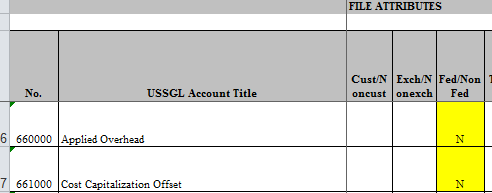 FILE ATTRIBUTES
No. USSGL Account Title Cust/N oncust Exch/N onexch Fed/Non Fed
6 660000 Applied Overhead N
7 661000 Cost Capitalization Offset N